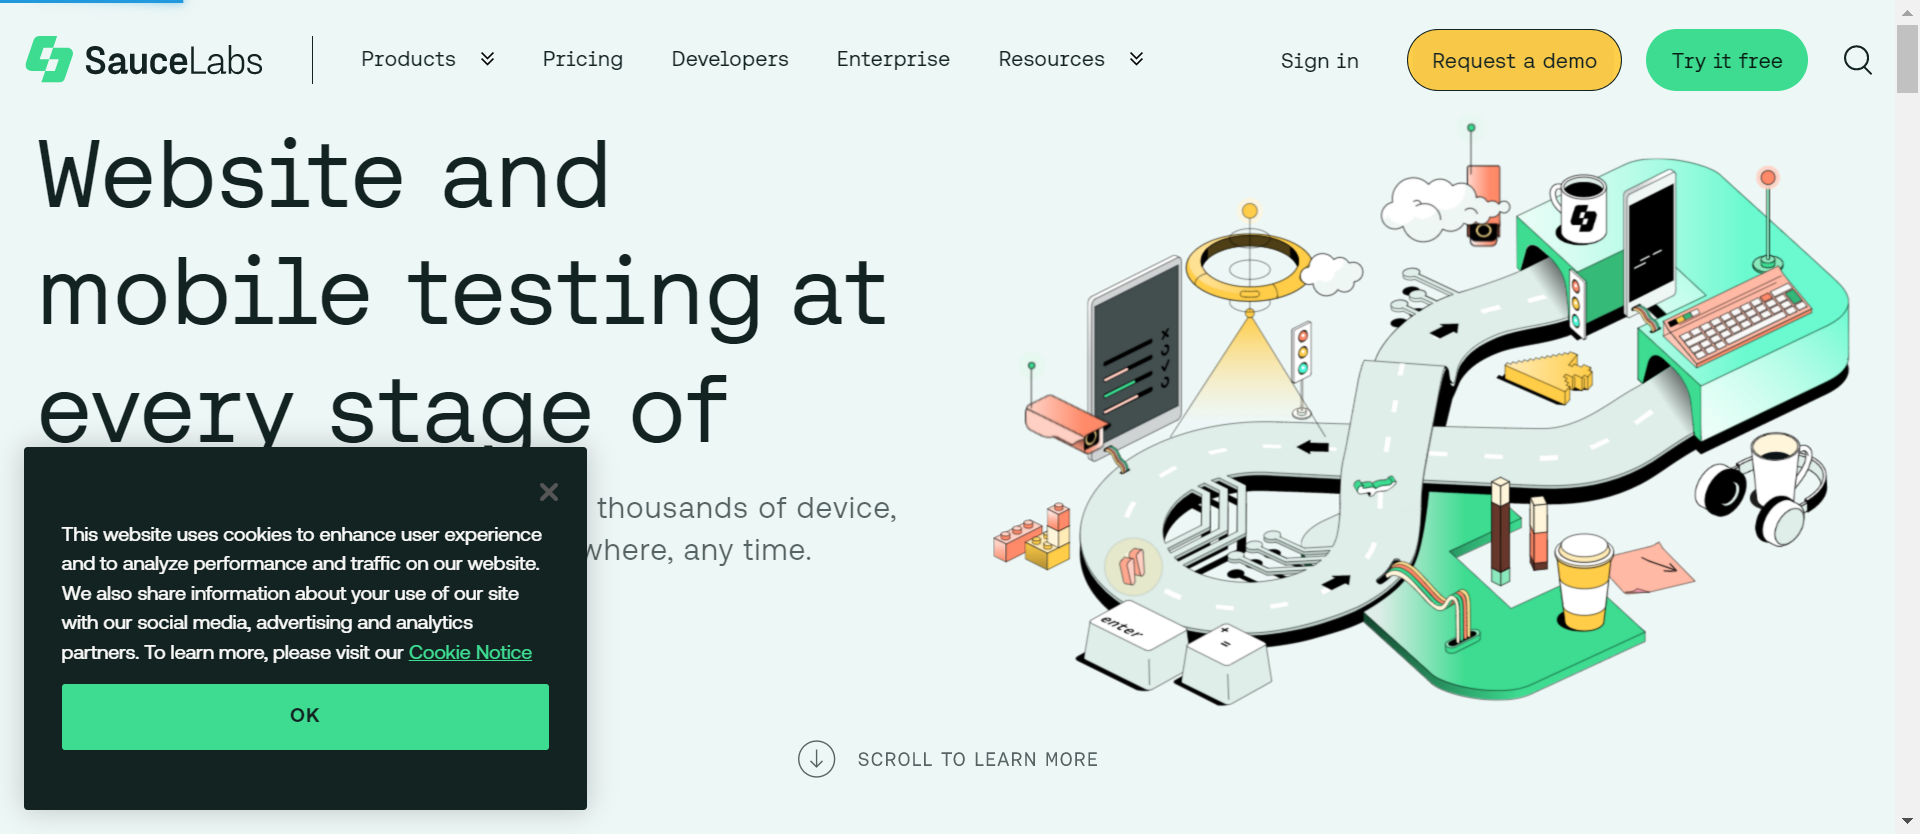 SauceLabs
Products
Pricing
Developers
Enterprise
Resources
Sign in
Request a demo
Try it free
Website and
mobile testing at
every stage of
thousands of device,
where, any time.
This website uses cookies to enhance user experience
and to analyze performance and traffic on our website.
We also share information about your use of our site
with our social media, advertising and analytics
partners. To learn more, please visit our Cookie Notice
OK
enter
+
=
SCROLL TO LEARN MORE